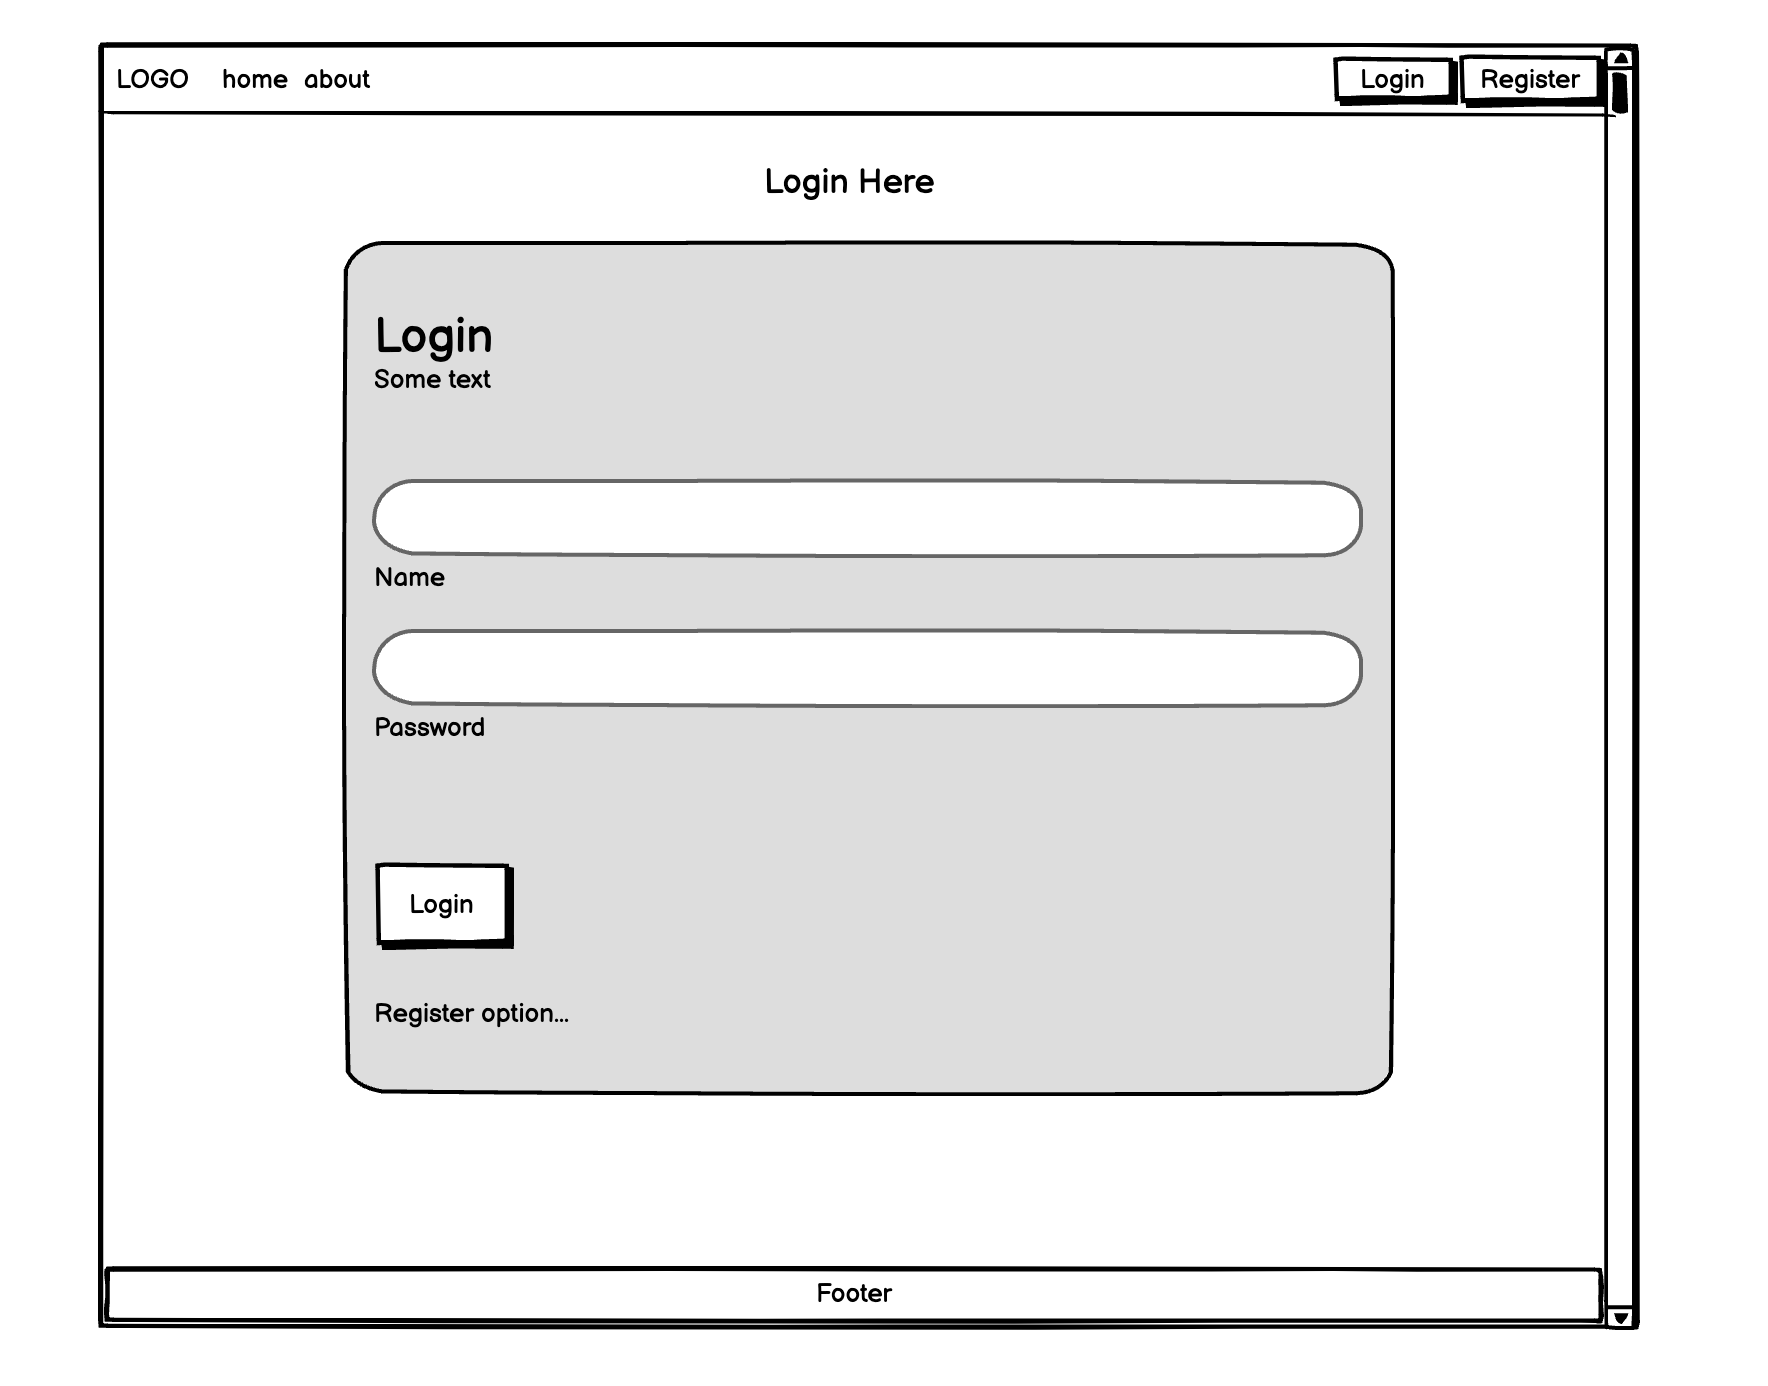 LOGO home about Login Register
Login Here
Login
Some text
Name
Password
Login
Register option...
Footer